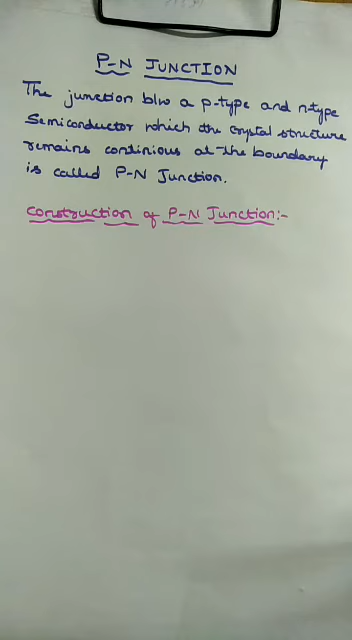 P-N JUNCTION
The junction blw a p-type and n-type
Semiconductor which the crystal structure
remains continious at the boundary
is called P-N Junction.
Construction of P-N Junction:-